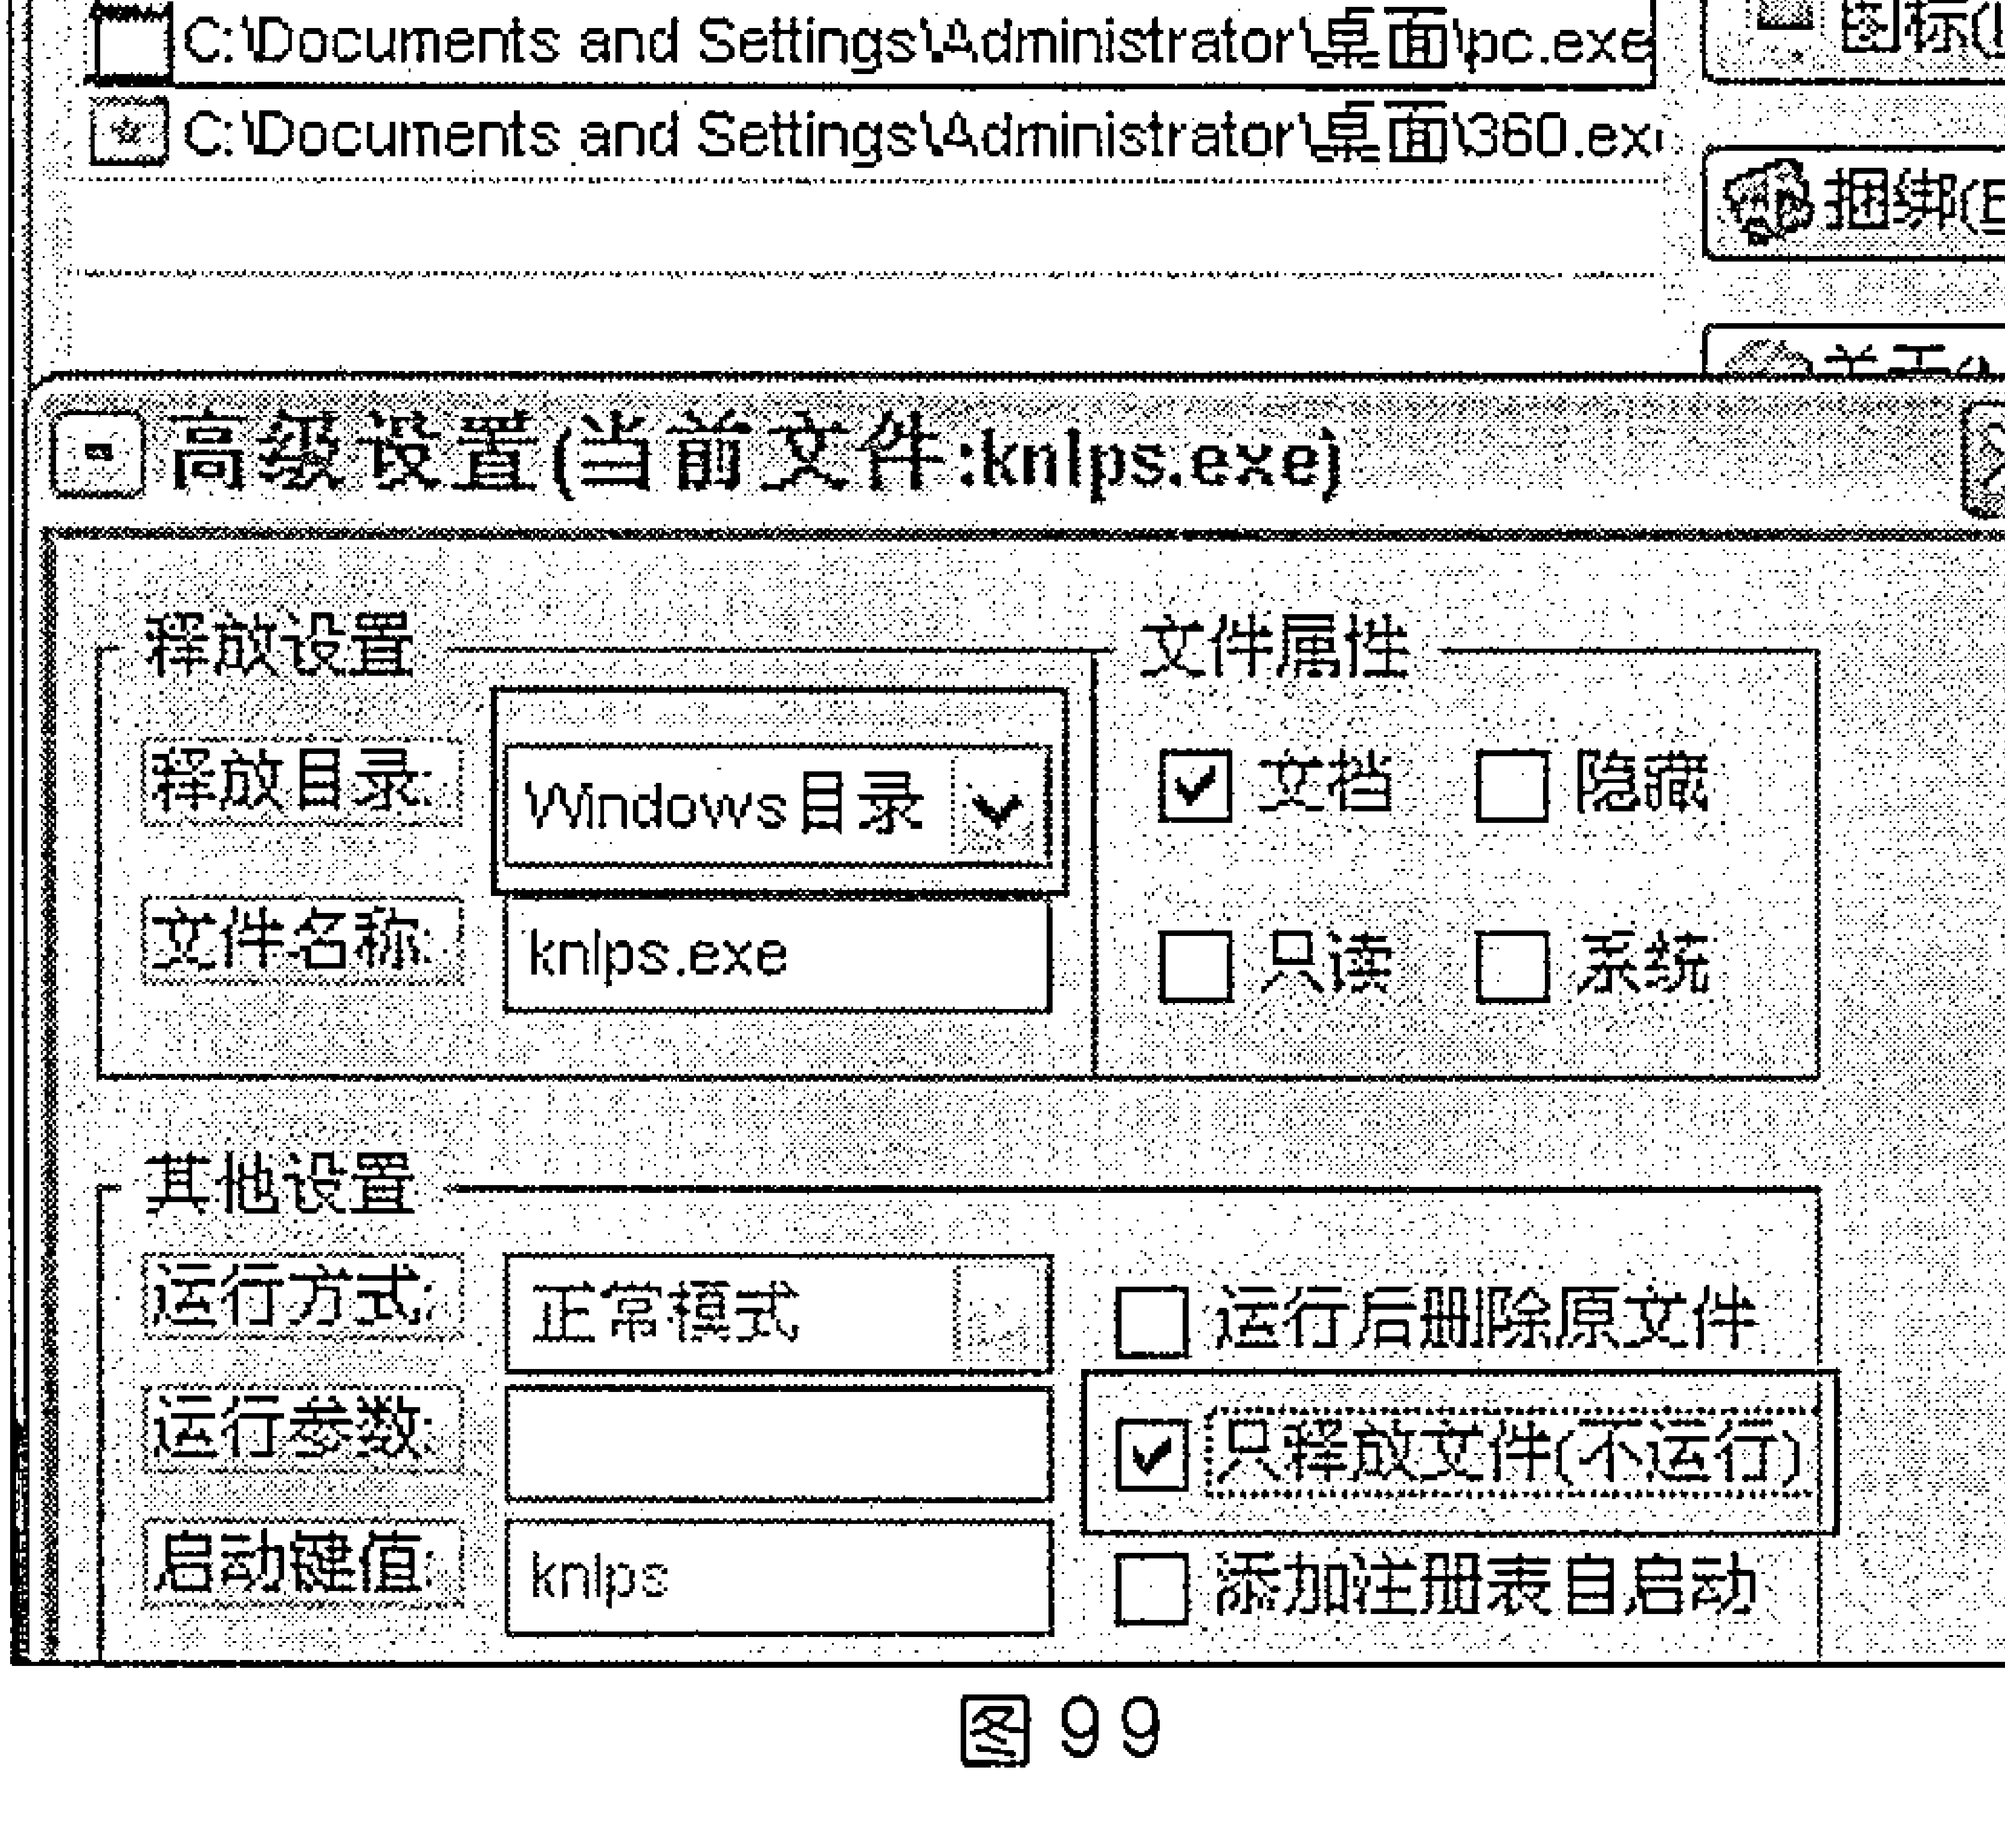 C:\Documents and Settings\Administrator\桌面\pc.exe
图标(
C:\Documents and Settings\Administrator\桌面\360.ex
捆绑(
关于(
高级设置(当前文件:knlps.exe)
释放设置
文件属性
释放目录:
Windows目录
文档
隐藏
文件名称:
knlps.exe
只读
系统
其他设置
运行方式:
正常模式
运行后删除原文件
运行参数:
只释放文件(不运行)
启动键值:
knlps
添加注册表自启动
图99